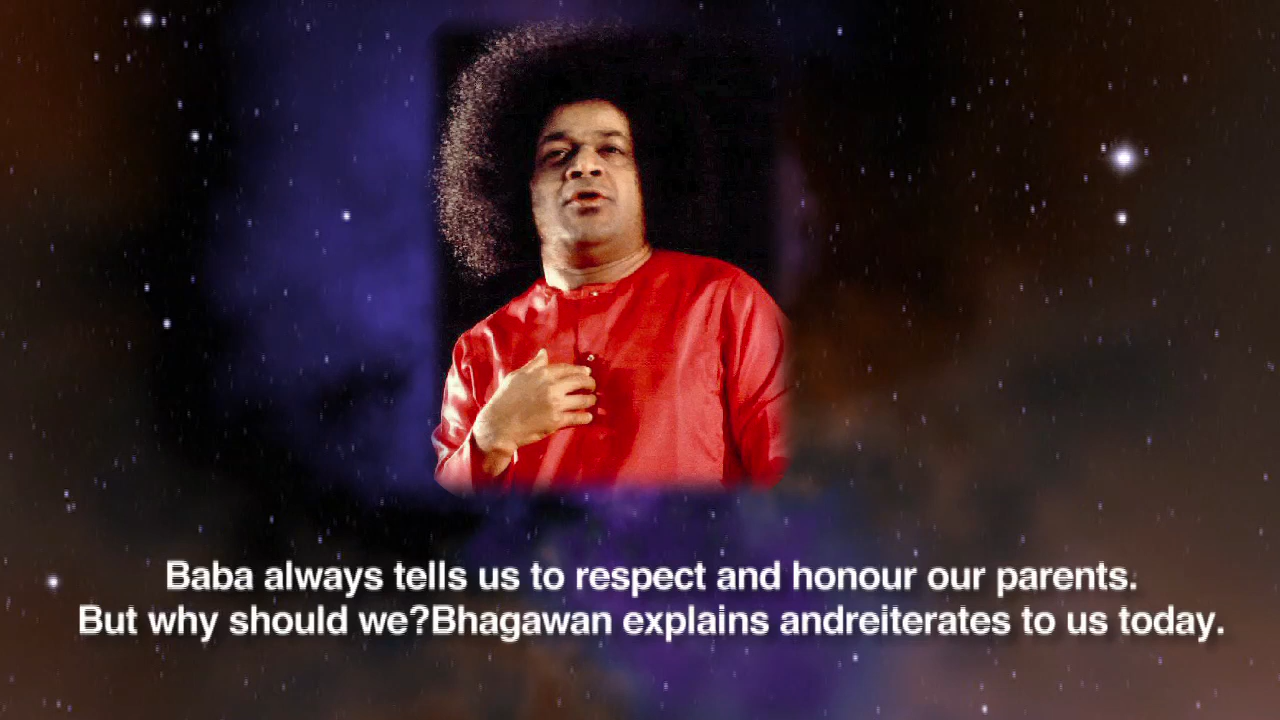 Baba always tells us to respect and honour our parents.
But why should we?Bhagawan explains andreiterates to us today.